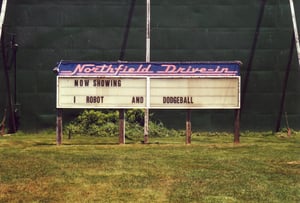 Northfield Drive-in
NOW SHOWING
I ROBOT AND DODGEBALL